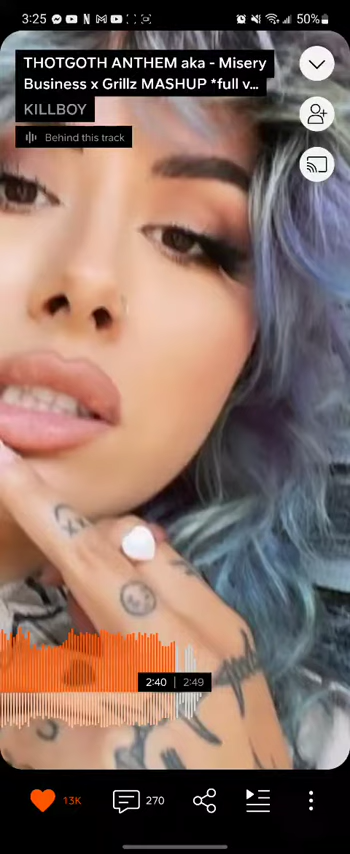 3:25
50%
THOTGOTH ANTHEM aka - Misery
Business x Grillz MASHUP *full v...
KILLBOY
Behind this track
2:40 | 2:49
13K
270